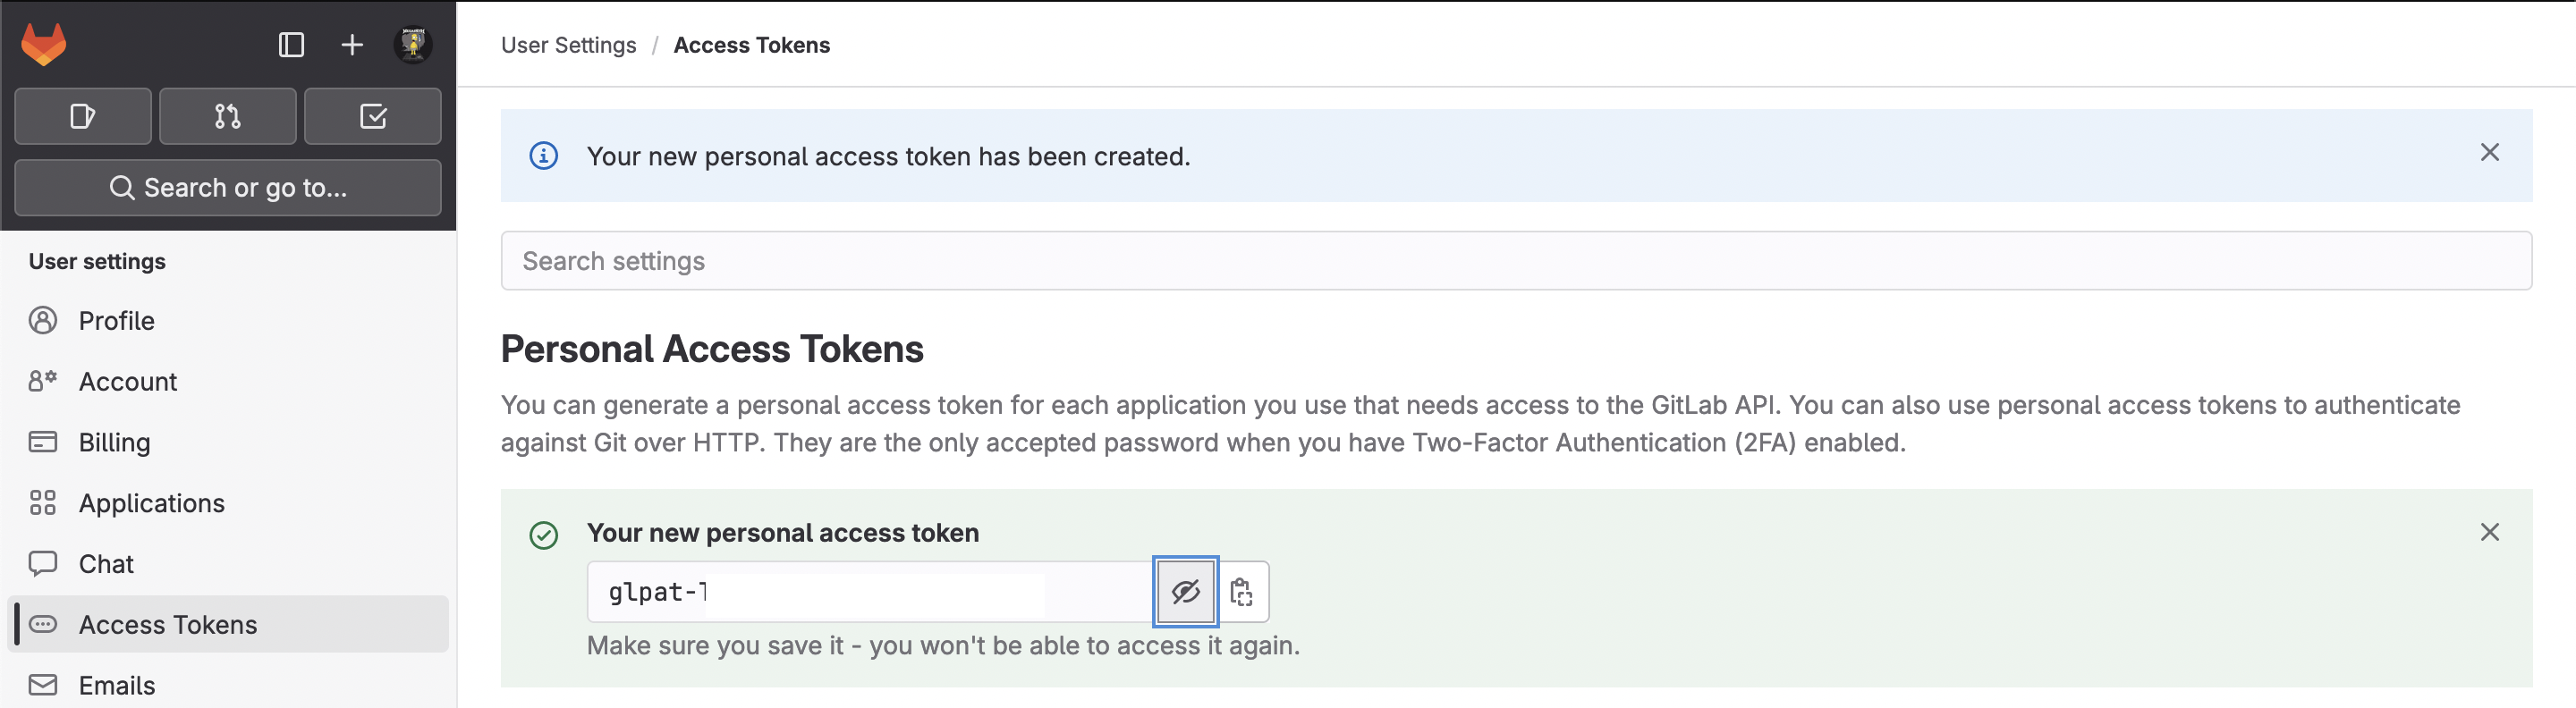 User Settings / Access Tokens
Search or go to...
Your new personal access token has been created.
Search settings
User settings
Profile
Account
Billing
Applications
Chat
Access Tokens
Emails
Personal Access Tokens
You can generate a personal access token for each application you use that needs access to the GitLab API. You can also use personal access tokens to authenticate
against Git over HTTP. They are the only accepted password when you have Two-Factor Authentication (2FA) enabled.
Your new personal access token
glpat-
Make sure you save it - you won't be able to access it again.